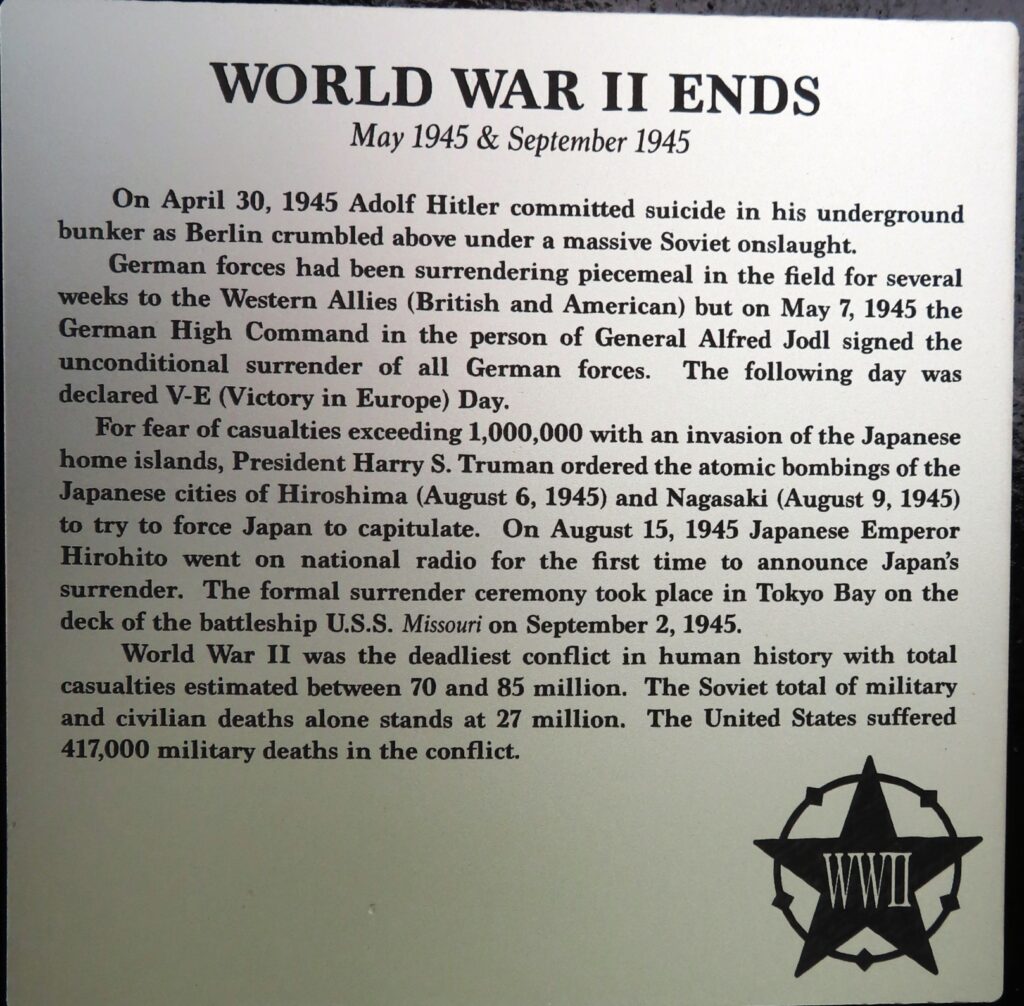 WORLD WAR II ENDS
May 1945 & September 1945
On April 30, 1945 Adolf Hitler committed suicide in his underground
bunker as Berlin crumbled above under a massive Soviet onslaught.
German forces had been surrendering piecemeal in the field for several
weeks to the Western Allies (British and American) but on May 7, 1945 the
German High Command in the person of General Alfred Jodl signed the
unconditional surrender of all German forces. The following day was
declared V-E (Victory in Europe) Day.
For fear of casualties exceeding 1,000,000 with an invasion of the Japanese
home islands, President Harry S. Truman ordered the atomic bombings of the
Japanese cities of Hiroshima (August 6, 1945) and Nagasaki (August 9, 1945)
to try to force Japan to capitulate. On August 15, 1945 Japanese Emperor
Hirohito went on national radio for the first time to announce Japan's
surrender. The formal surrender ceremony took place in Tokyo Bay on the
deck of the battleship U.S.S. Missouri on September 2, 1945.
World War II was the deadliest conflict in human history with total
casualties estimated between 70 and 85 million. The Soviet total of military
and civilian deaths alone stands at 27 million. The United States suffered
417,000 military deaths in the conflict.
WWII